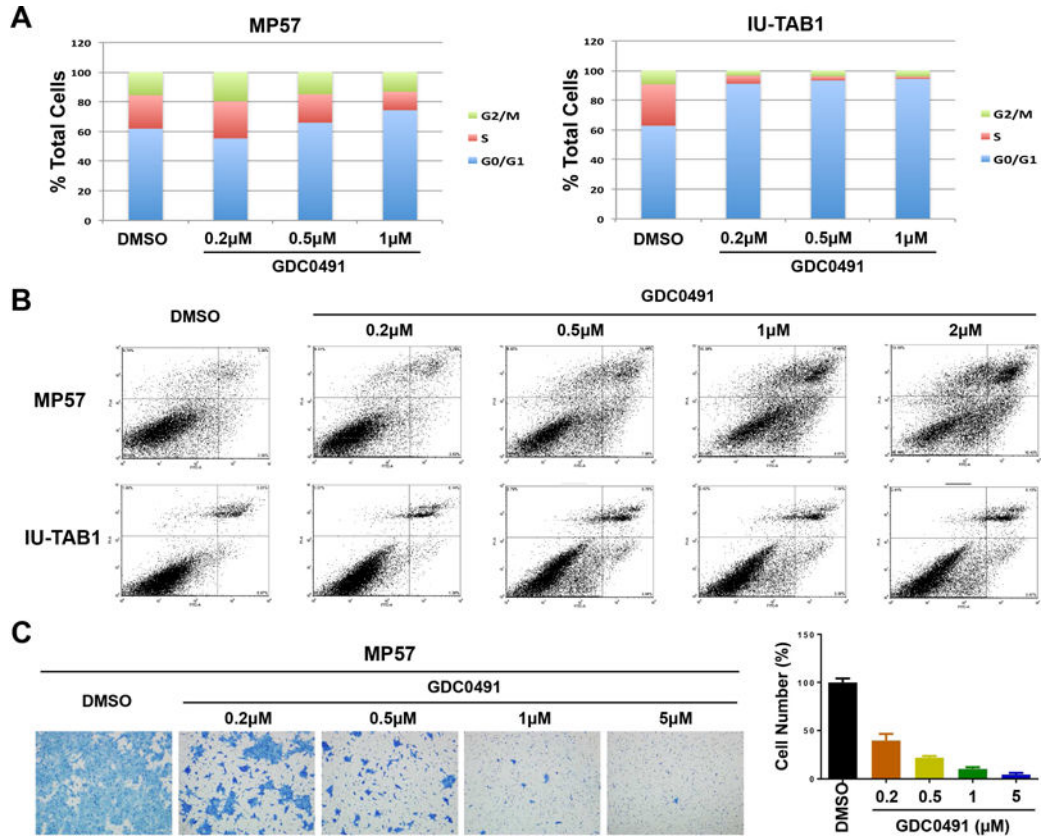 A
MP57
IU-TAB1
% Total Cells
120
100
80
60
40
20
0
G2/M
S
G0/G1
DMSO
0.2µM
0.5µM
1µM
GDC0491
% Total Cells
120
100
80
60
40
20
0
G2/M
S
G0/G1
DMSO
0.2µM
0.5µM
1µM
GDC0491
B
GDC0491
DMSO
0.2µM
0.5µM
1µM
2µM
MP57
IU-TAB1
C
MP57
GDC0491
DMSO
0.2µM
0.5µM
1µM
5µM
Cell Number (%)
150
100
50
0
DMSO
0.2
0.5
1
5
GDC0491 (µM)